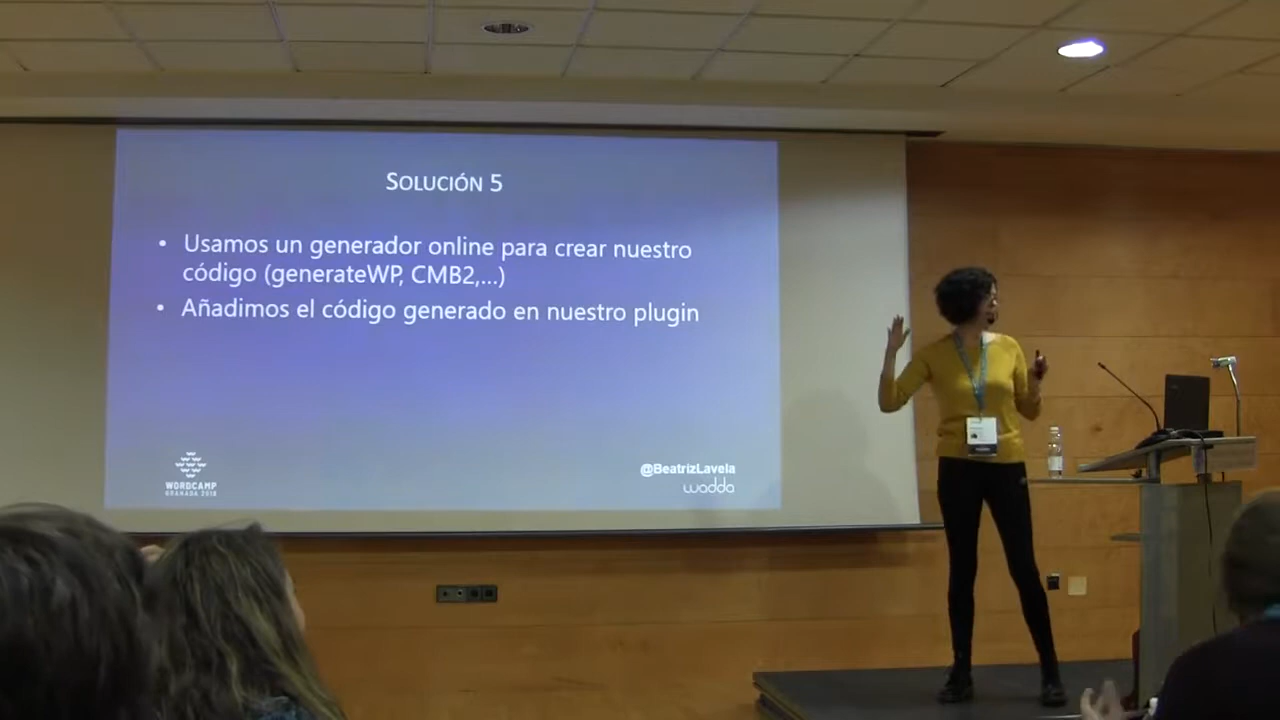 SOLUCIÓN 5
• Usamos un generador online para crear nuestro
código (generateWP, CMB2,...)
• Añadimos el código generado en nuestro plugin
WORDCAMP
GRANADA 2018
@BeatrizLavela
wadda